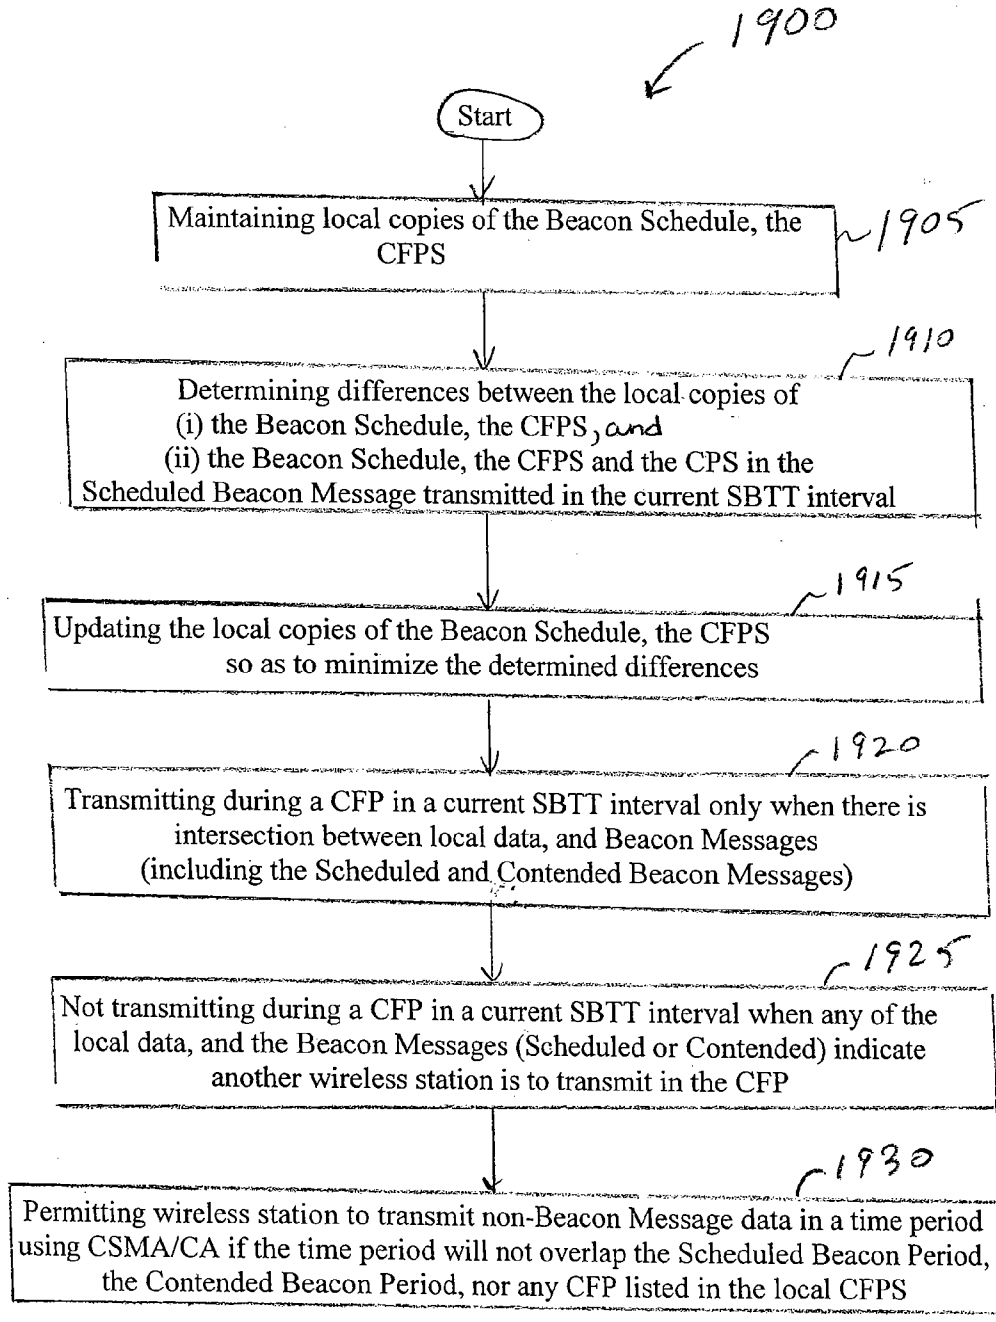 1900
Start
Maintaining local copies of the Beacon Schedule, the
CFPS
1905
1910
Determining differences between the local copies of
(i) the Beacon Schedule, the CFPS, and
(ii) the Beacon Schedule, the CFPS and the CPS in the
Scheduled Beacon Message transmitted in the current SBTT interval
1915
Updating the local copies of the Beacon Schedule, the CFPS
so as to minimize the determined differences
1920
Transmitting during a CFP in a current SBTT interval only when there is
intersection between local data, and Beacon Messages
(including the Scheduled and Contended Beacon Messages)
1925
Not transmitting during a CFP in a current SBTT interval when any of the
local data, and the Beacon Messages (Scheduled or Contended) indicate
another wireless station is to transmit in the CFP
1930
Permitting wireless station to transmit non-Beacon Message data in a time period
using CSMA/CA if the time period will not overlap the Scheduled Beacon Period,
the Contended Beacon Period, nor any CFP listed in the local CFPS